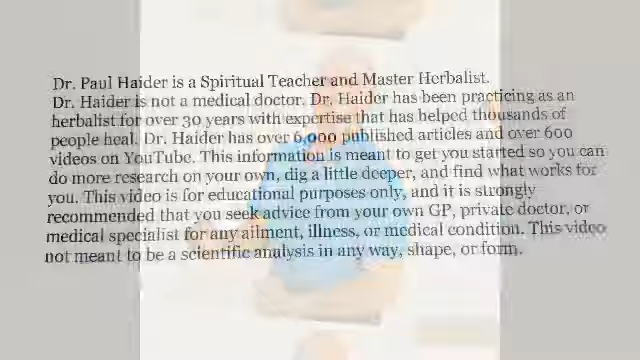 Dr. Paul Haider is a Spiritual Teacher and Master Herbalist.
Dr. Haider is not a medical doctor. Dr. Haider has been practicing as an
herbalist for over 30 years with expertise that has helped thousands of
people heal. Dr. Haider has over 6,000 published articles and over 600
videos on YouTube. This information is meant to get you started so you can
do more research on your own, dig a little deeper, and find what works for
you. This video is for educational purposes only, and it is strongly
recommended that you seek advice from your own GP, private doctor, or
medical specialist for any ailment, illness, or medical condition. This video
not meant to be a scientific analysis in any way, shape, or form.